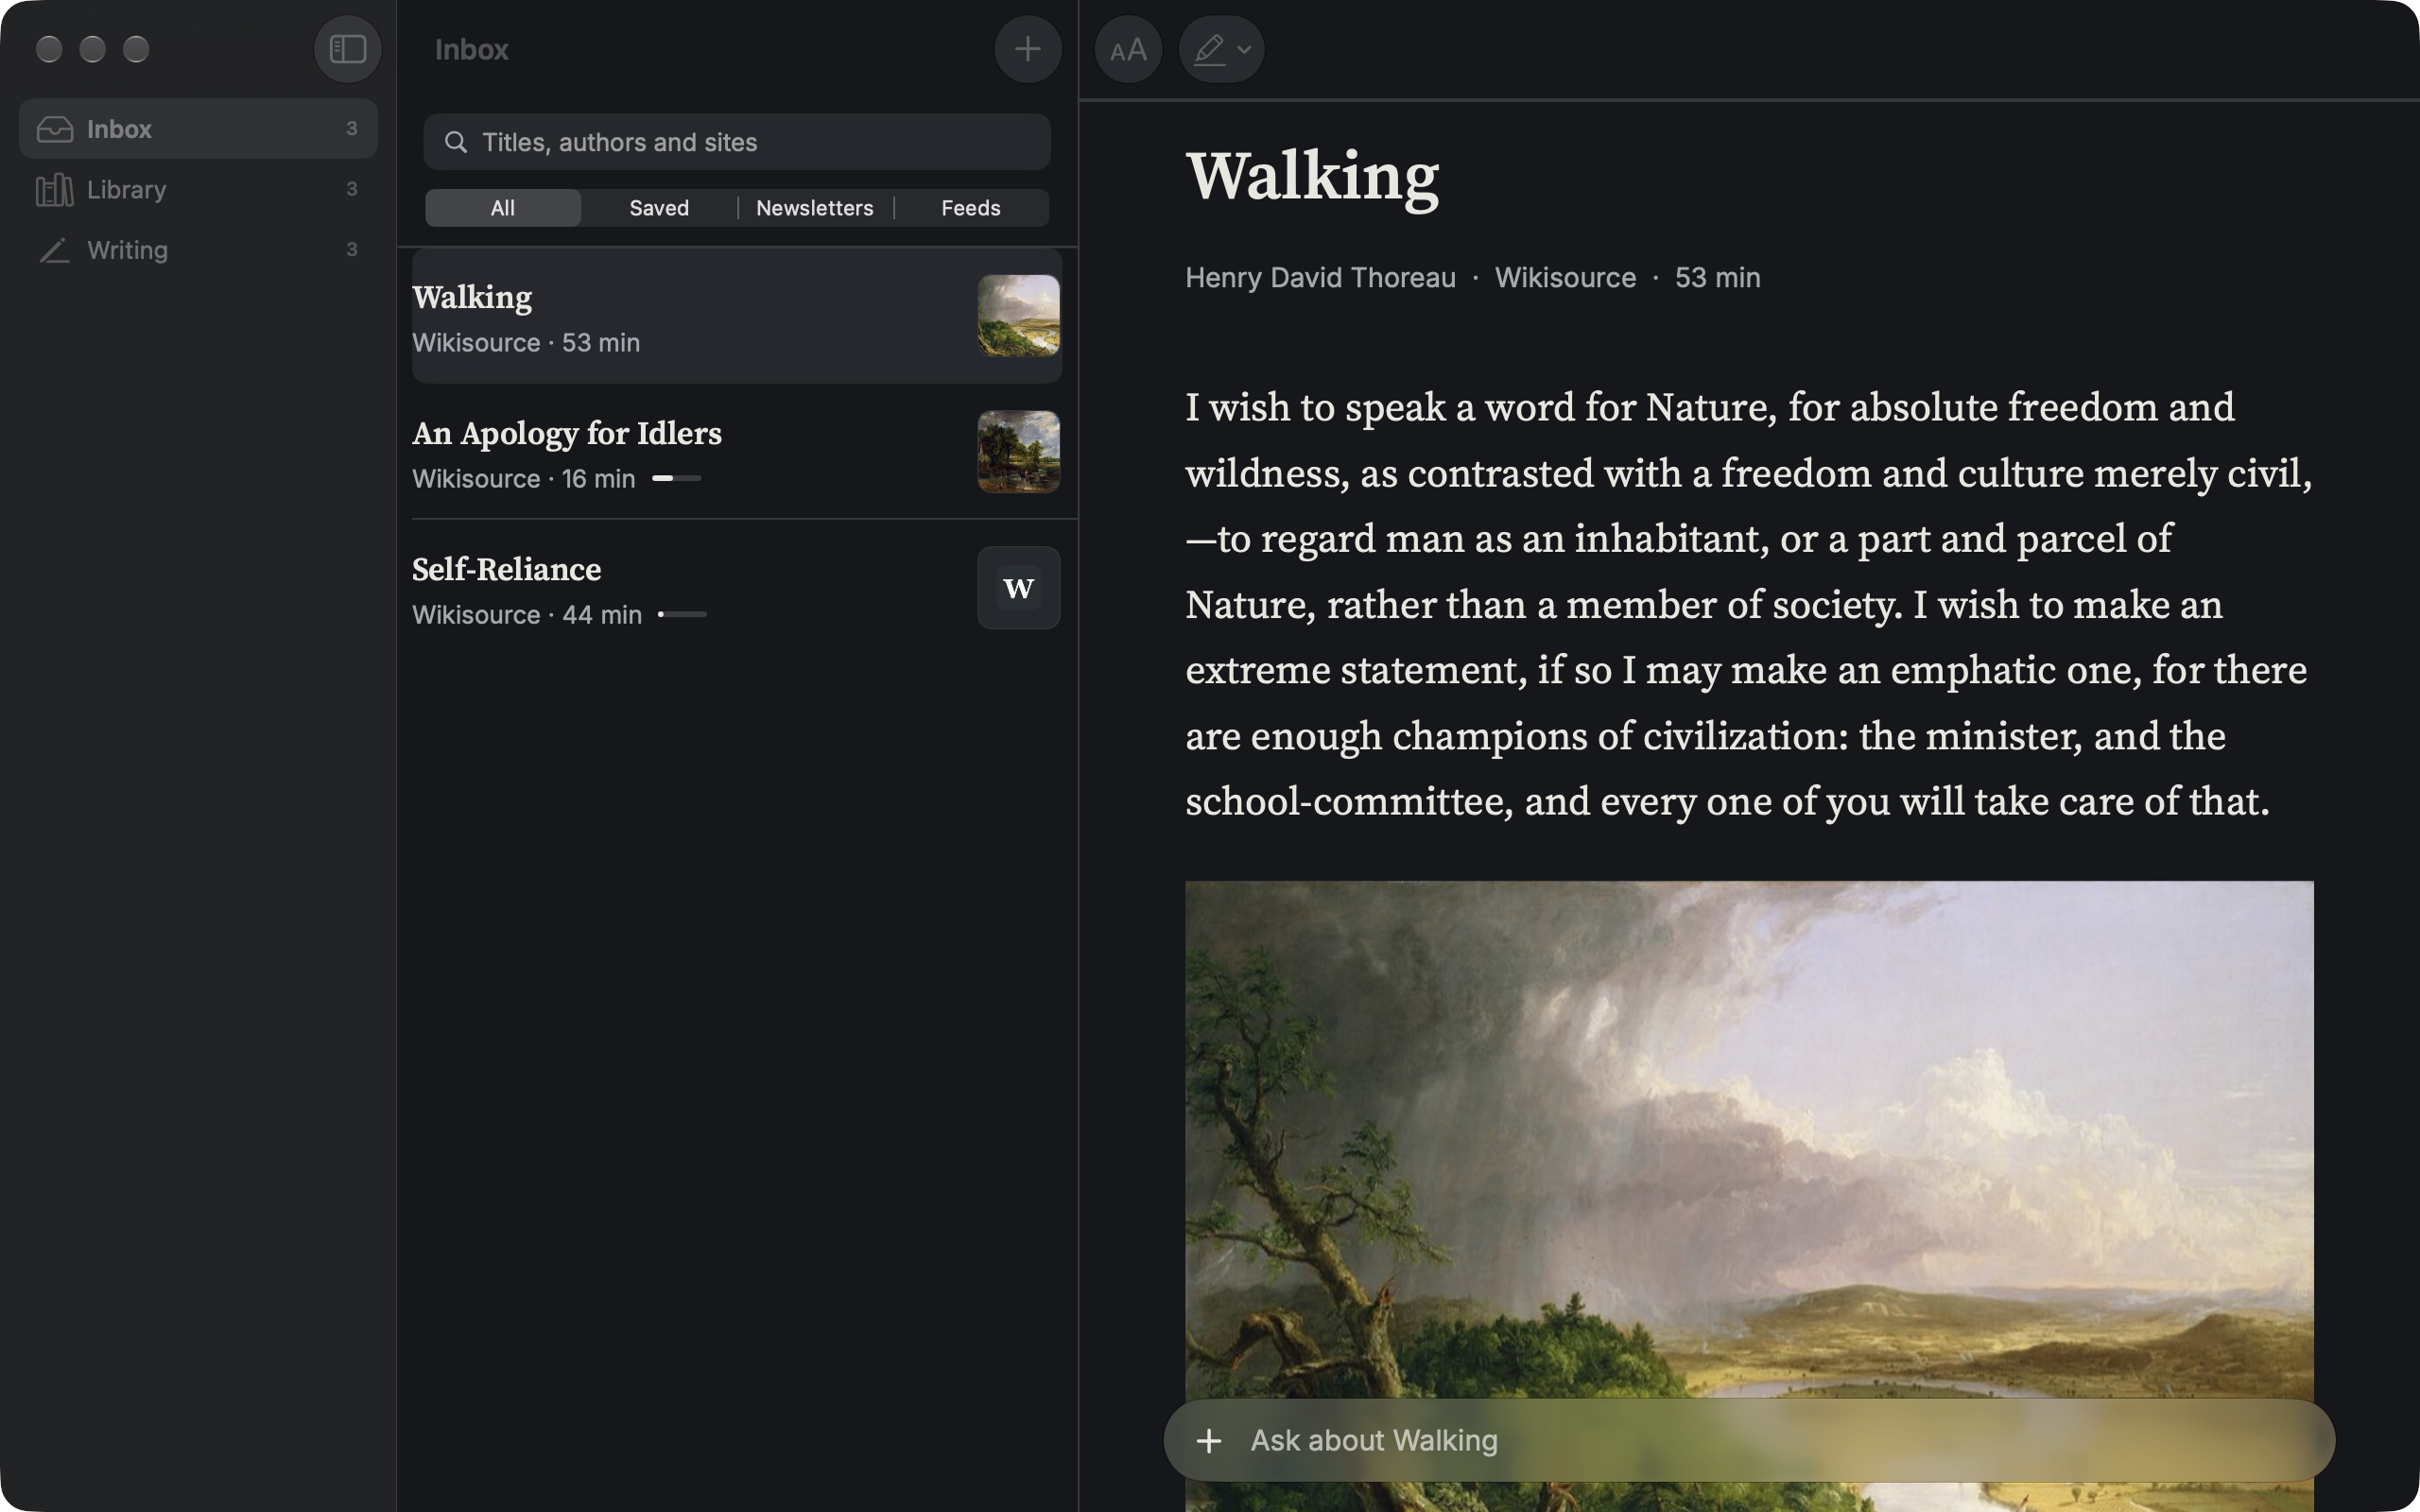 Inbox
Inbox 3
Library 3
Writing 3
Titles, authors and sites
All Saved Newsletters Feeds
Walking
Wikisource · 53 min
An Apology for Idlers
Wikisource · 16 min
Self-Reliance
Wikisource · 44 min
W
AA
Walking
Henry David Thoreau · Wikisource · 53 min
I wish to speak a word for Nature, for absolute freedom and
wildness, as contrasted with a freedom and culture merely civil,
—to regard man as an inhabitant, or a part and parcel of
Nature, rather than a member of society. I wish to make an
extreme statement, if so I may make an emphatic one, for there
are enough champions of civilization: the minister, and the
school-committee, and every one of you will take care of that.
Ask about Walking